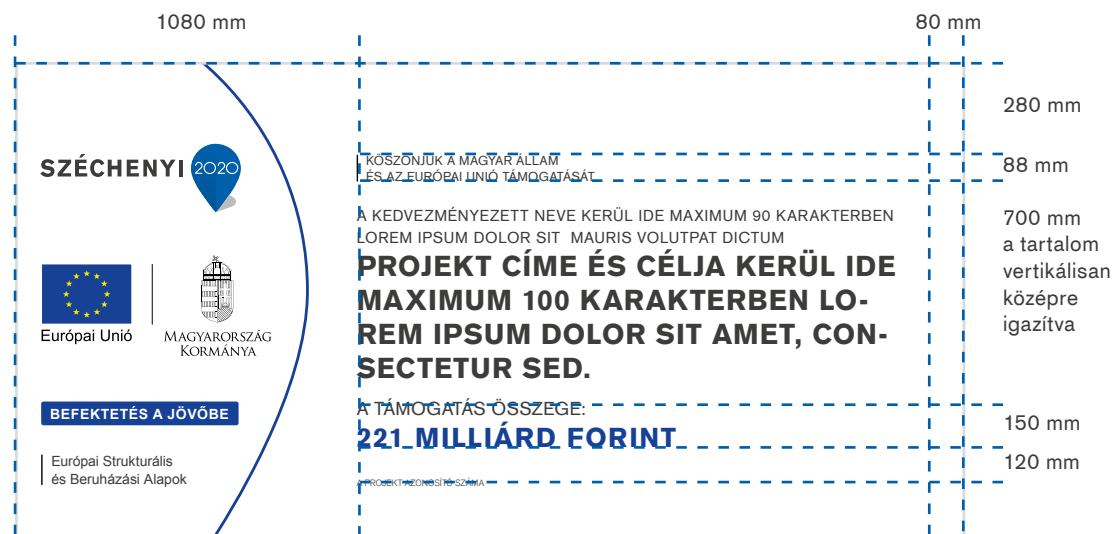 1080 mm
80 mm
280 mm
SZÉCHENYI 2020
KÖSZÖNJÜK A MAGYAR ÁLLAM
ÉS AZ EURÓPAI UNIÓ TÁMOGATÁSÁT
88 mm
A KEDVEZMÉNYEZETT NEVE KERÜL IDE MAXIMUM 90 KARAKTERBEN
LOREM IPSUM DOLOR SIT MAURIS VOLUTPAT DICTUM
700 mm
a tartalom
vertikálisan
középre
igazítva
PROJEKT CÍME ÉS CÉLJA KERÜL IDE
MAXIMUM 100 KARAKTERBEN LO-
REM IPSUM DOLOR SIT AMET, CON-
SECTETUR SED.
Európai Unió
MAGYARORSZÁG
KORMÁNYA
BEFEKTETÉS A JÖVŐBE
A TÁMOGATÁS ÖSSZEGE:
221 MILLIÁRD FORINT
150 mm
120 mm
Európai Strukturális
és Beruházási Alapok
A PROJEKT AZONOSÍTÓ SZÁMA